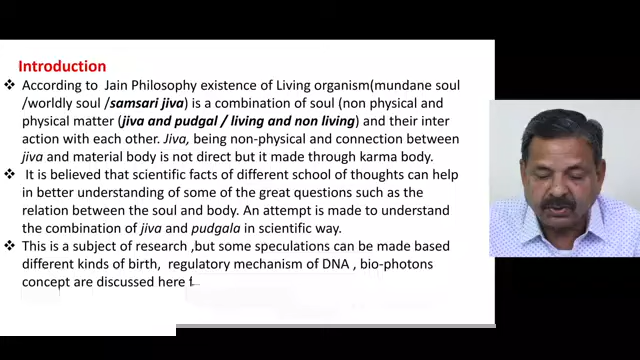 Introduction
❖ According to Jain Philosophy existence of Living organism(mundane soul
/worldly soul /samsari jiva) is a combination of soul (non physical and
physical matter (jiva and pudgal / living and non living) and their inter
action with each other. Jiva, being non-physical and connection between
jiva and material body is not direct but it made through karma body.
❖ It is believed that scientific facts of different school of thoughts can help
in better understanding of some of the great questions such as the
relation between the soul and body. An attempt is made to understand
the combination of jiva and pudgala in scientific way.
❖ This is a subject of research ,but some speculations can be made based
different kinds of birth, regulatory mechanism of DNA , bio-photons
concept are discussed here